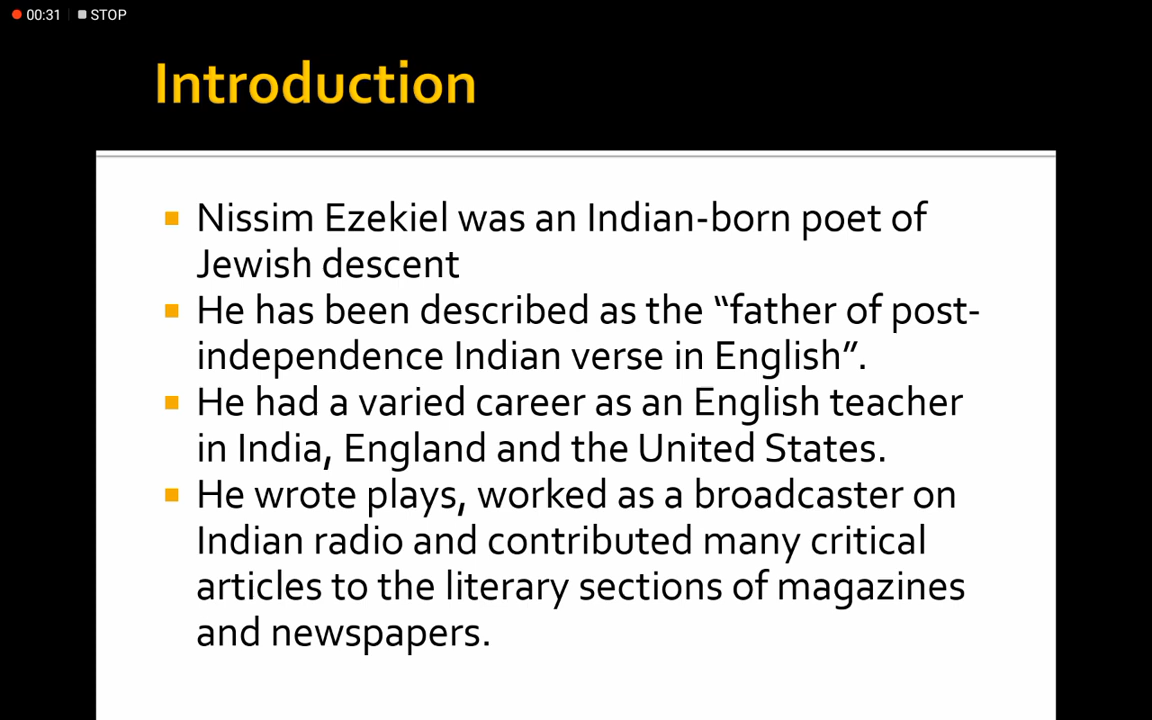 00:31 STOP
Introduction
Nissim Ezekiel was an Indian-born poet of
Jewish descent
He has been described as the “father of post-
independence Indian verse in English”.
He had a varied career as an English teacher
in India, England and the United States.
He wrote plays, worked as a broadcaster on
Indian radio and contributed many critical
articles to the literary sections of magazines
and newspapers.